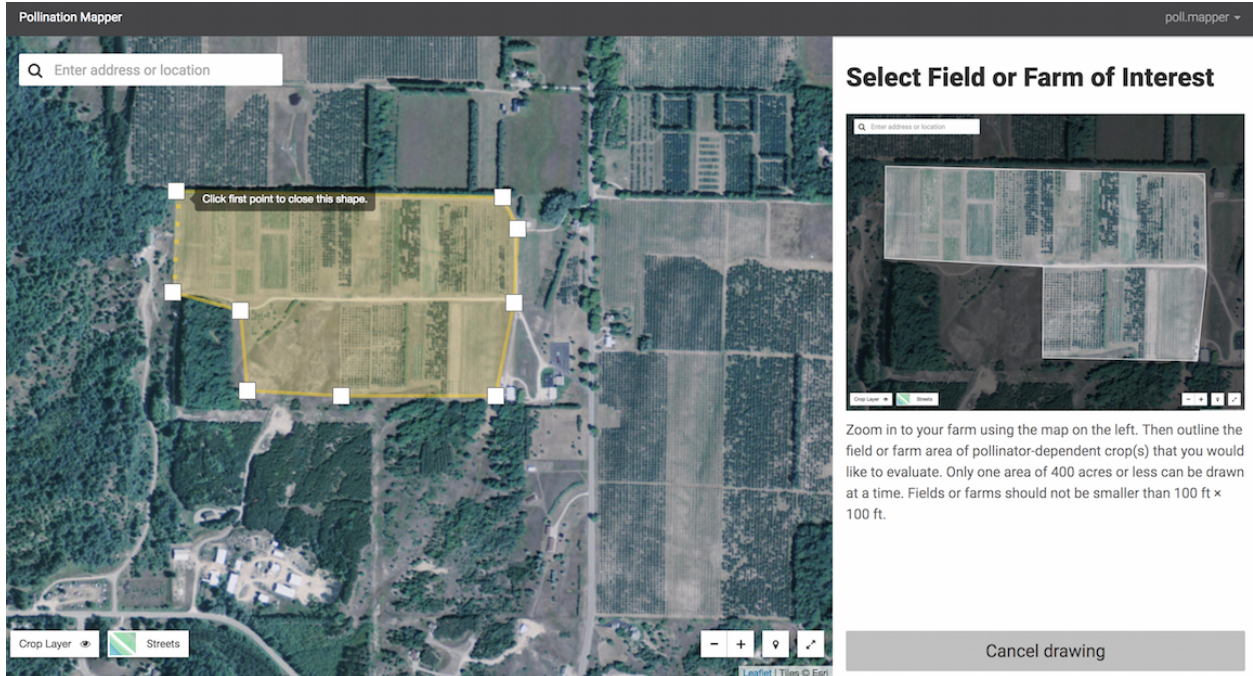 Pollination Mapper
poll.mapper
Enter address or location
Click first point to close this shape.
Crop Layer
Streets
Leaflet | Tiles © Esri
Select Field or Farm of Interest
Enter address or location
Crop Layer
Streets
Zoom in to your farm using the map on the left. Then outline the
field or farm area of pollinator-dependent crop(s) that you would
like to evaluate. Only one area of 400 acres or less can be drawn
at a time. Fields or farms should not be smaller than 100 ft ×
100 ft.
Cancel drawing